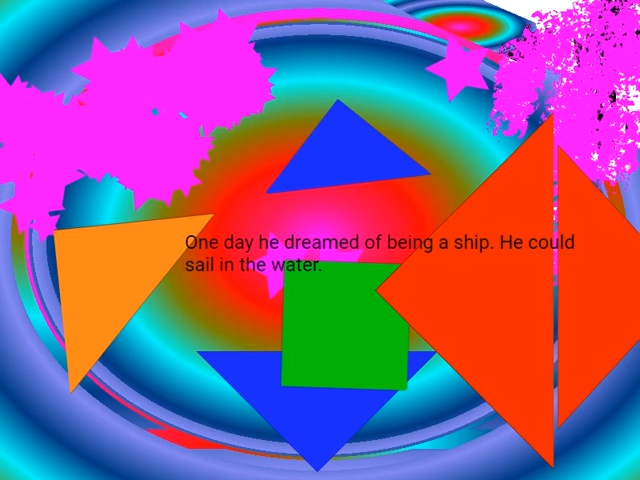 One day he dreamed of being a ship. He could
sail in the water.